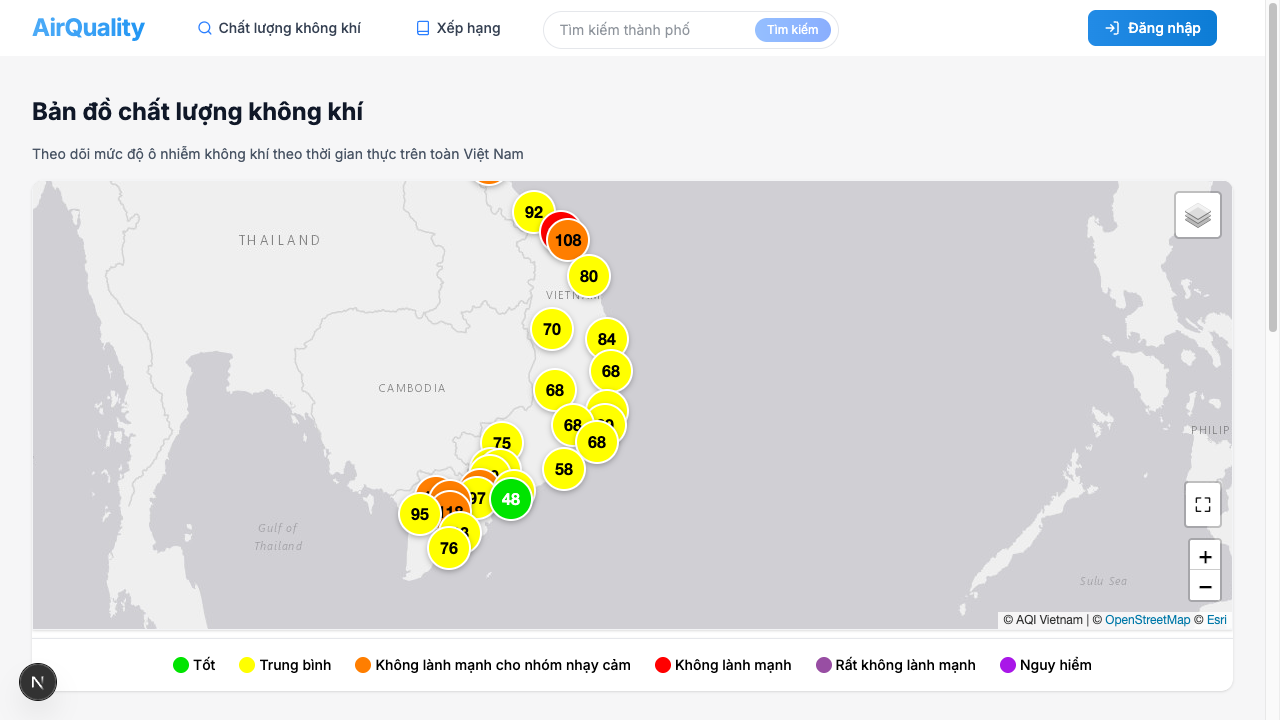 AirQuality
Chất lượng không khí
Xếp hạng
Tìm kiếm thành phố
Tìm kiếm
Đăng nhập
Bản đồ chất lượng không khí
Theo dõi mức độ ô nhiễm không khí theo thời gian thực trên toàn Việt Nam
92
THAILAND
108
80
70
84
68
CAMBODIA
68
68
75
68
58
97
48
95
76
Gulf of
Thailand
PHILIP
Sulu Sea
+
−
© AQI Vietnam | © OpenStreetMap © Esri
Tốt
Trung bình
Không lành mạnh cho nhóm nhạy cảm
Không lành mạnh
Rất không lành mạnh
Nguy hiểm
N